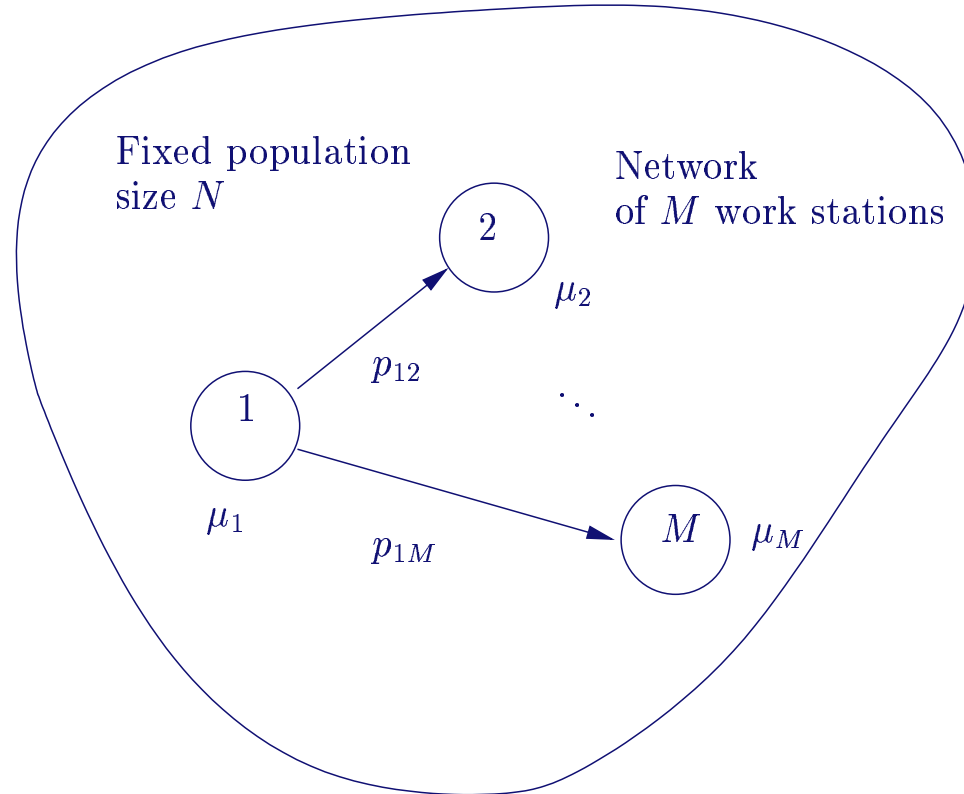 Fixed population
size N
Network
of M work stations
2
μ₂
p₁₂
⋱
1
μ₁
p₁M
M
μM